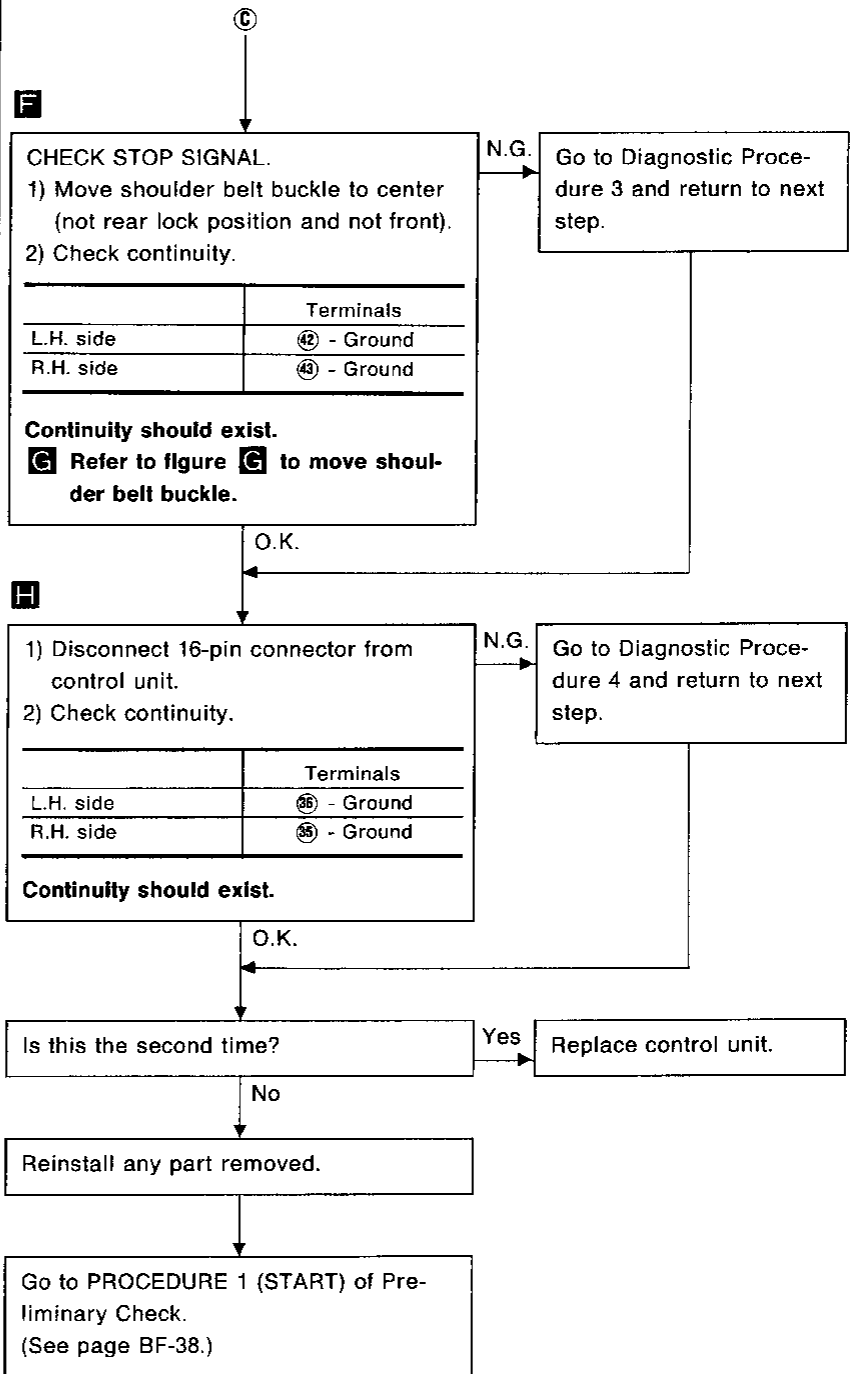 Ⓒ
F
CHECK STOP SIGNAL.
1) Move shoulder belt buckle to center
(not rear lock position and not front).
2) Check continuity.
Terminals
L.H. side ㊷ - Ground
R.H. side ㊸ - Ground
Continuity should exist.
G Refer to figure G to move shoul-
der belt buckle.
N.G.
Go to Diagnostic Proce-
dure 3 and return to next
step.
O.K.
H
1) Disconnect 16-pin connector from
control unit.
2) Check continuity.
Terminals
L.H. side ㊱ - Ground
R.H. side ㉟ - Ground
Continuity should exist.
N.G.
Go to Diagnostic Proce-
dure 4 and return to next
step.
O.K.
Is this the second time?
Yes
Replace control unit.
No
Reinstall any part removed.
Go to PROCEDURE 1 (START) of Pre-
liminary Check.
(See page BF-38.)